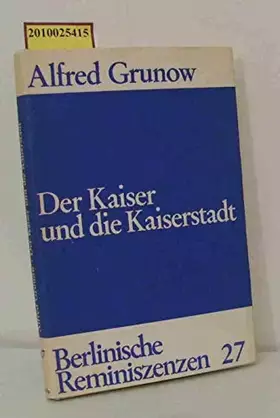 2010025415
Alfred Grunow
Der Kaiser
und die Kaiserstadt
Berlinische
Reminiszenzen 27